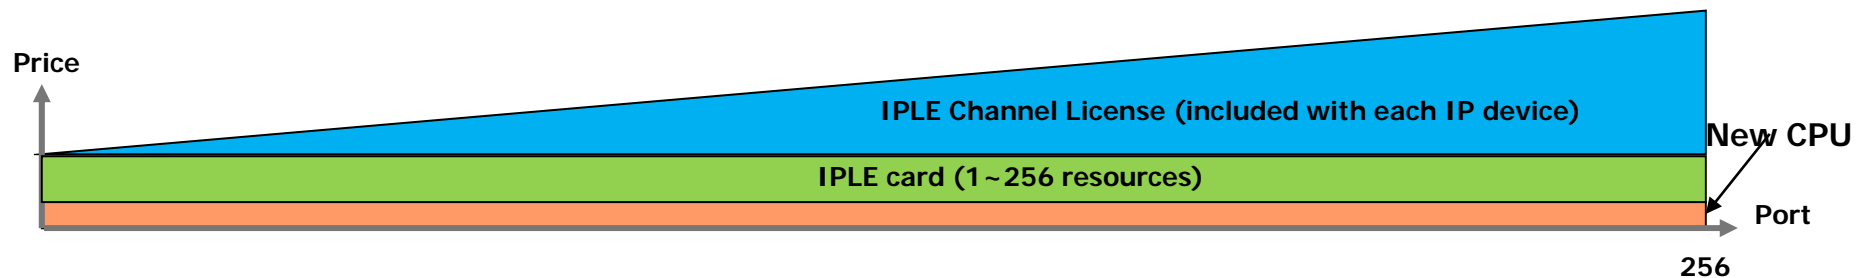 Price
IPLE Channel License (included with each IP device)
New CPU
IPLE card (1~256 resources)
Port
256